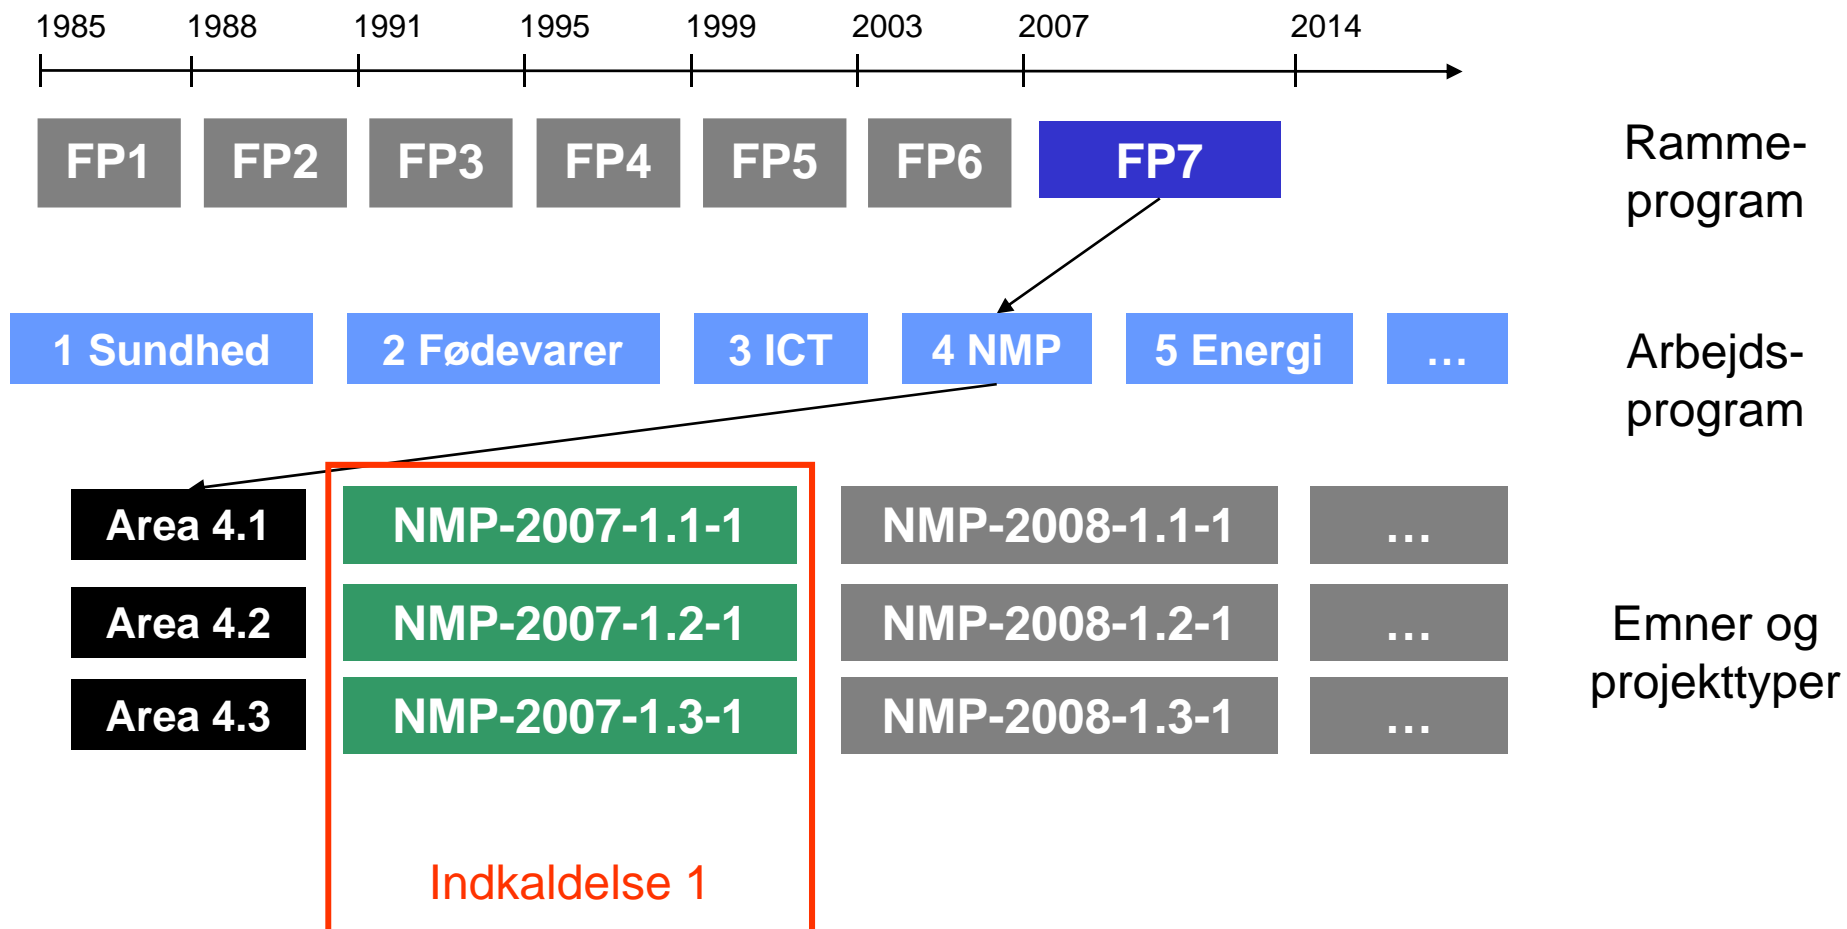 1985 1988 1991 1995 1999 2003 2007 2014
FP1 FP2 FP3 FP4 FP5 FP6 FP7
Ramme-
program
1 Sundhed 2 Fødevarer 3 ICT 4 NMP 5 Energi …
Arbejds-
program
Area 4.1 NMP-2007-1.1-1 NMP-2008-1.1-1 …
Area 4.2 NMP-2007-1.2-1 NMP-2008-1.2-1 …
Area 4.3 NMP-2007-1.3-1 NMP-2008-1.3-1 …
Emner og
projekttyper
Indkaldelse 1